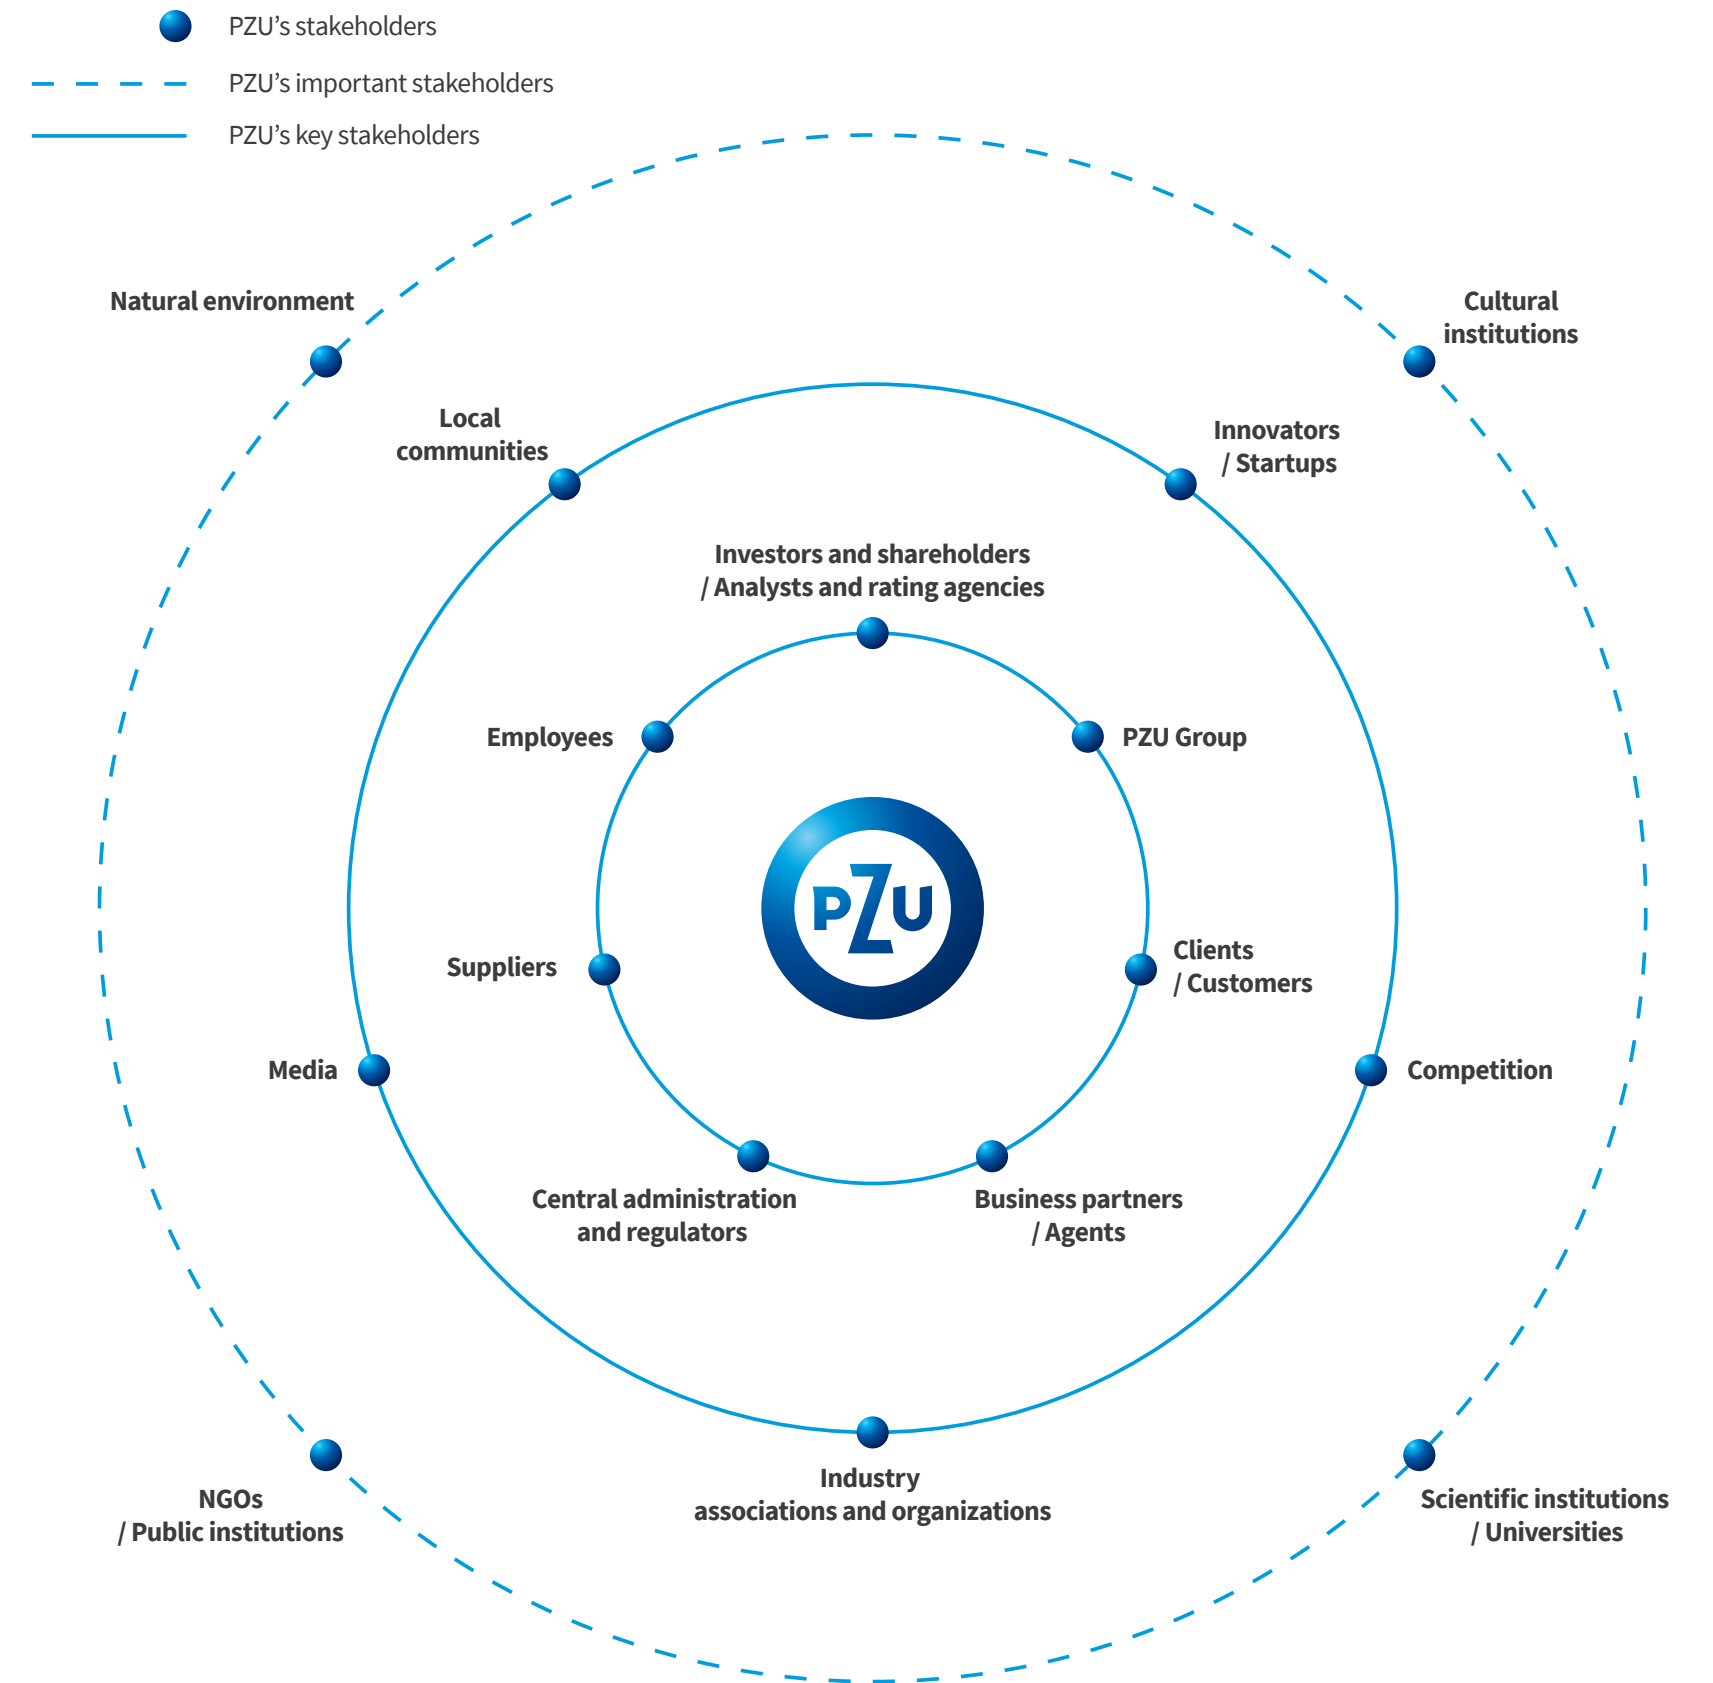 PZU’s stakeholders
PZU’s important stakeholders
PZU’s key stakeholders
Natural environment
Cultural
institutions
Local
communities
Innovators
/ Startups
Investors and shareholders
/ Analysts and rating agencies
Employees
PZU Group
PZU
Suppliers
Clients
/ Customers
Media
Competition
Central administration
and regulators
Business partners
/ Agents
Industry
associations and organizations
NGOs
/ Public institutions
Scientific institutions
/ Universities